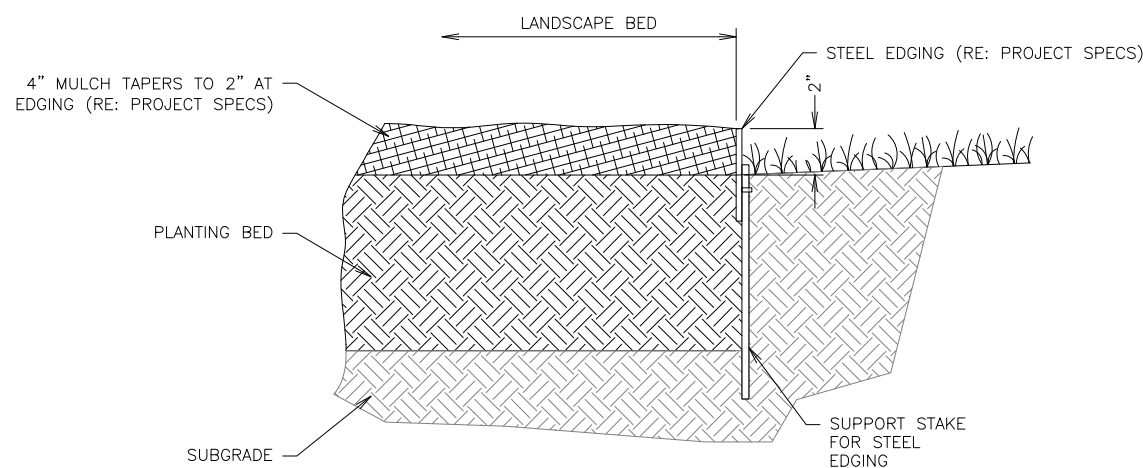 LANDSCAPE BED
STEEL EDGING (RE: PROJECT SPECS)
4" MULCH TAPERS TO 2" AT
EDGING (RE: PROJECT SPECS)
2"
PLANTING BED
SUPPORT STAKE
FOR STEEL
EDGING
SUBGRADE